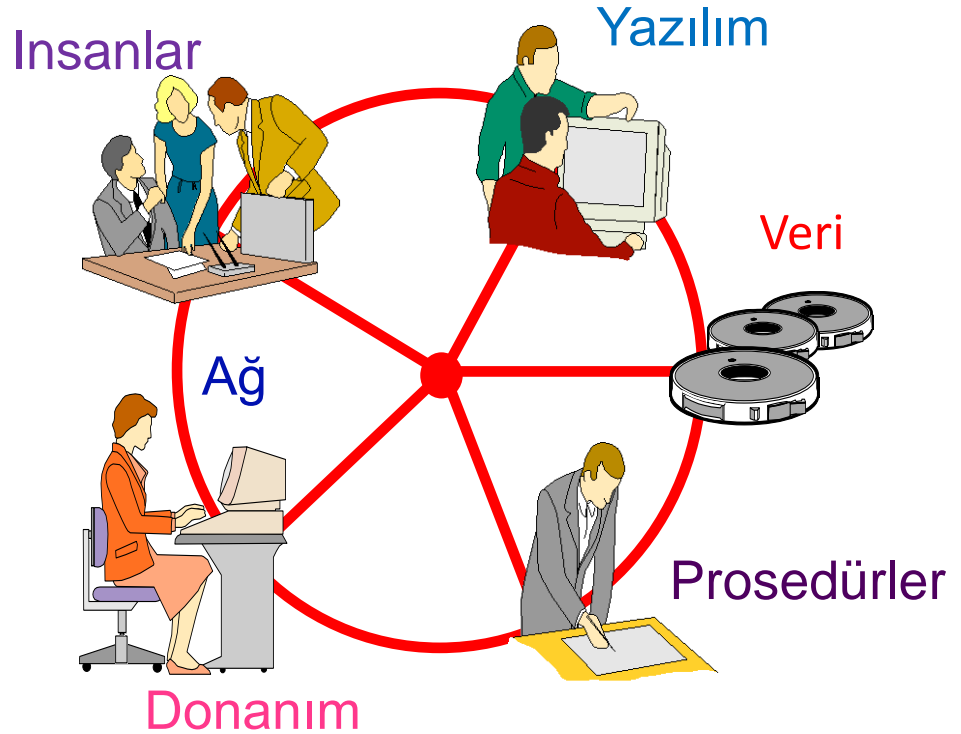 Insanlar
Yazılım
Veri
Ağ
Prosedürler
Donanım